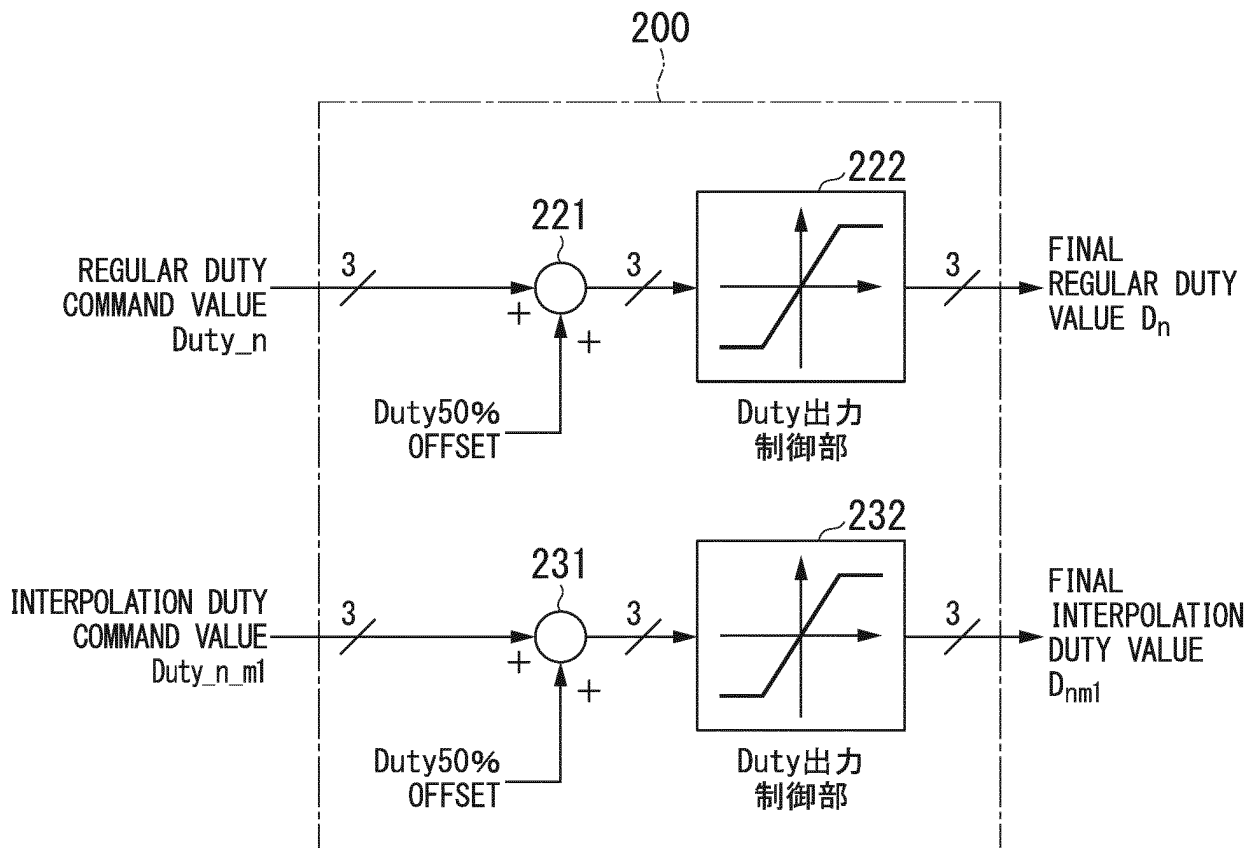 200
222
221
REGULAR DUTY
COMMAND VALUE
Duty_n
3
3
3
FINAL
REGULAR DUTY
VALUE Dn
+
+
Duty50%
OFFSET
Duty出力
制御部
232
231
INTERPOLATION DUTY
COMMAND VALUE
Duty_n_m1
3
3
3
FINAL
INTERPOLATION
DUTY VALUE
Dnm1
+
+
Duty50%
OFFSET
Duty出力
制御部